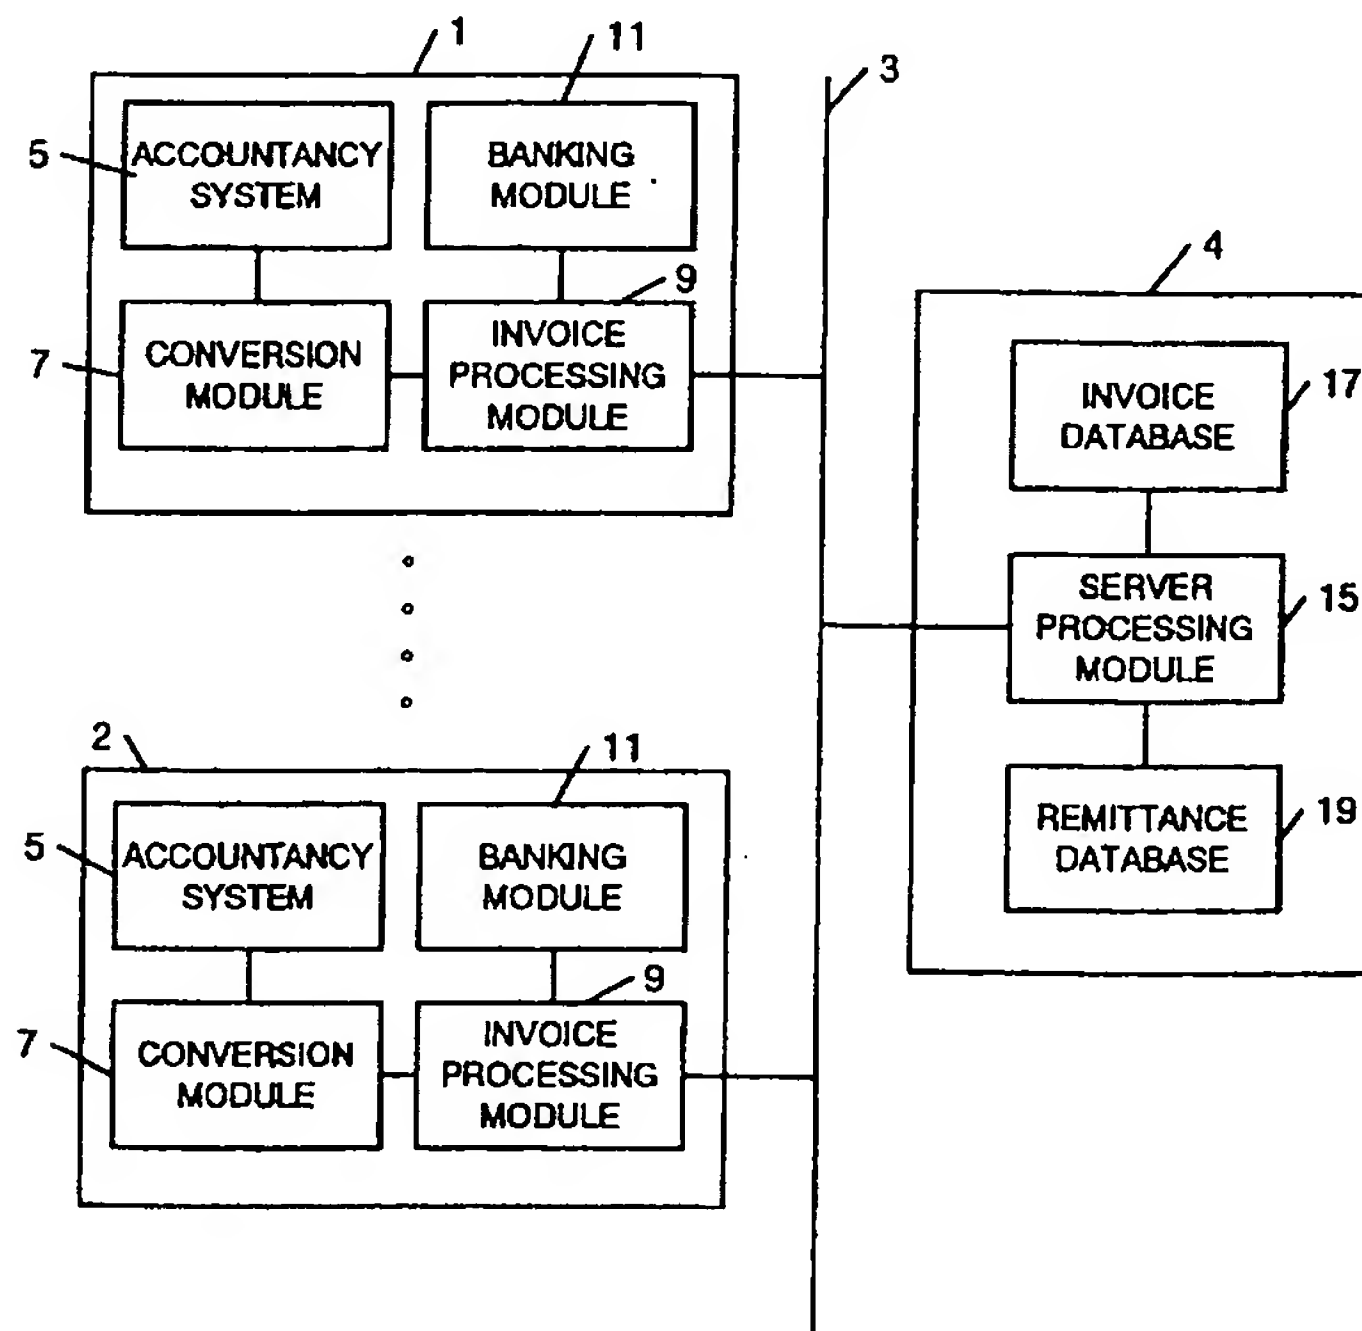 1
11
3
5
ACCOUNTANCY
SYSTEM
BANKING
MODULE
4
9
7
CONVERSION
MODULE
INVOICE
PROCESSING
MODULE
INVOICE
DATABASE
17
SERVER
PROCESSING
MODULE
15
2
11
5
ACCOUNTANCY
SYSTEM
BANKING
MODULE
REMITTANCE
DATABASE
19
9
7
CONVERSION
MODULE
INVOICE
PROCESSING
MODULE